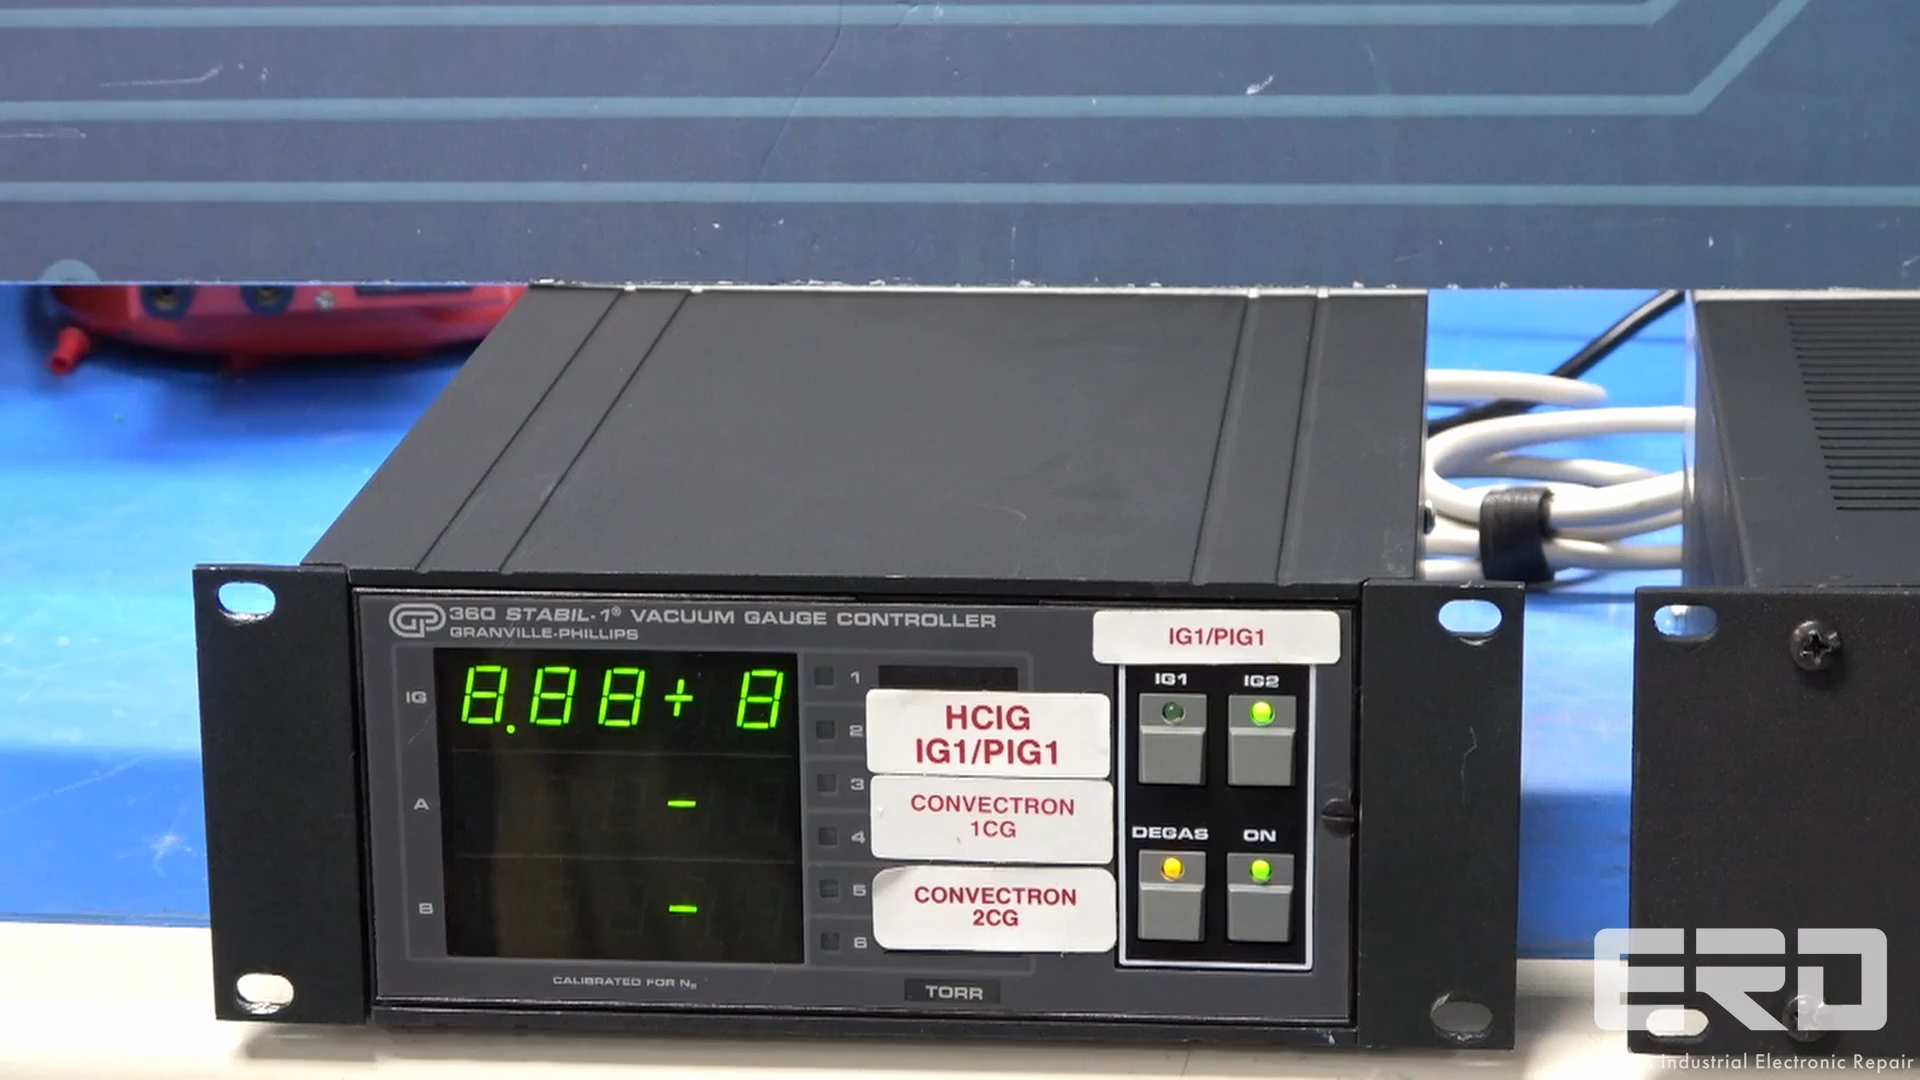 GP 360 STABIL-1® VACUUM GAUGE CONTROLLER
GRANVILLE-PHILLIPS
IG1/PIG1
IG
8.88+ 8
A
-
B
-
1
2
3
4
5
6
HCIG
IG1/PIG1
CONVECTRON
1CG
CONVECTRON
2CG
IG1
IG2
DEGAS
ON
CALIBRATED FOR N₂
TORR
ERD
Industrial Electronic Repair